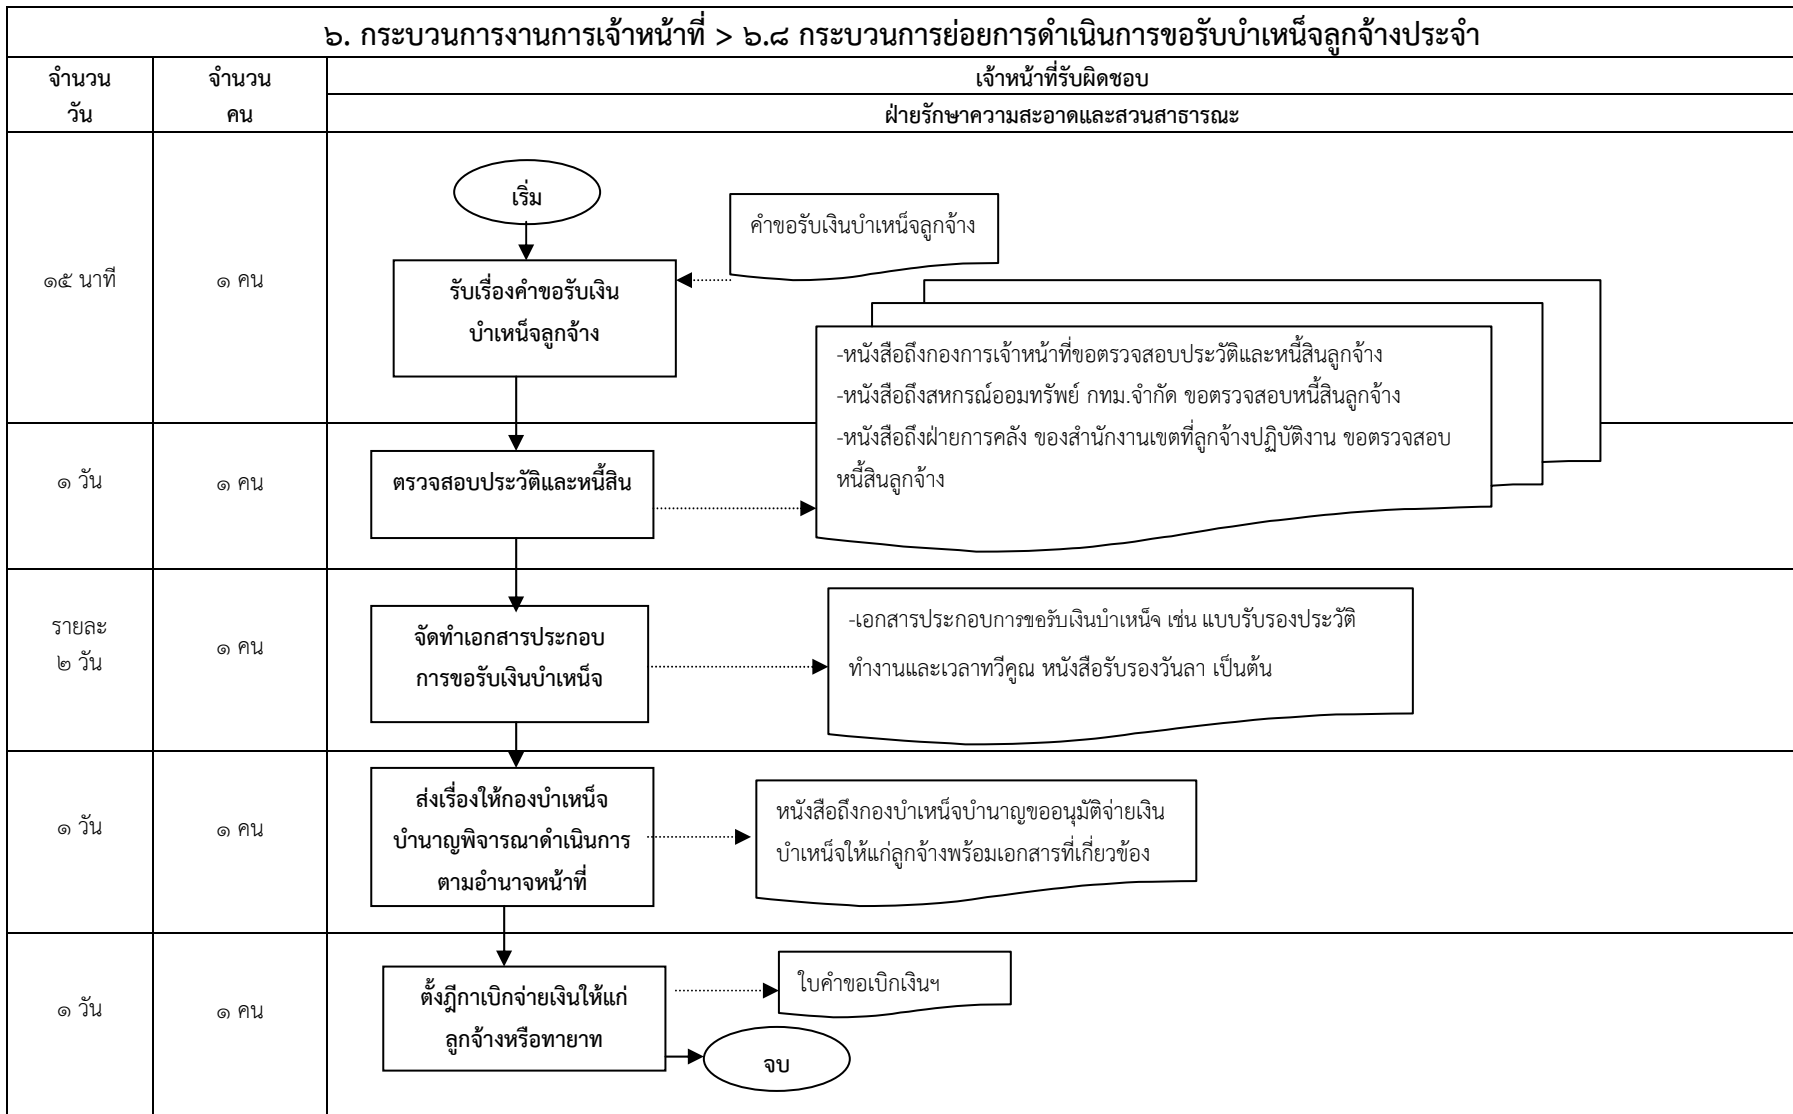 ๖. กระบวนการงานการเจ้าหน้าที่ > ๖.๘ กระบวนการย่อยการดำเนินการขอรับบำเหน็จลูกจ้างประจำ
จำนวน
วัน
จำนวน
คน
เจ้าหน้าที่รับผิดชอบ
ฝ่ายรักษาความสะอาดและสวนสาธารณะ
๑๕ นาที
๑ คน
เริ่ม
คำขอรับเงินบำเหน็จลูกจ้าง
รับเรื่องคำขอรับเงิน
บำเหน็จลูกจ้าง
-หนังสือถึงกองการเจ้าหน้าที่ขอตรวจสอบประวัติและหนี้สินลูกจ้าง
-หนังสือถึงสหกรณ์ออมทรัพย์ กทม.จำกัด ขอตรวจสอบหนี้สินลูกจ้าง
-หนังสือถึงฝ่ายการคลัง ของสำนักงานเขตที่ลูกจ้างปฏิบัติงาน ขอตรวจสอบ
หนี้สินลูกจ้าง
๑ วัน
๑ คน
ตรวจสอบประวัติและหนี้สิน
รายละ
๒ วัน
๑ คน
จัดทำเอกสารประกอบ
การขอรับเงินบำเหน็จ
-เอกสารประกอบการขอรับเงินบำเหน็จ เช่น แบบรับรองประวัติ
ทำงานและเวลาทวีคูณ หนังสือรับรองวันลา เป็นต้น
๑ วัน
๑ คน
ส่งเรื่องให้กองบำเหน็จ
บำนาญพิจารณาดำเนินการ
ตามอำนาจหน้าที่
หนังสือถึงกองบำเหน็จบำนาญขออนุมัติจ่ายเงิน
บำเหน็จให้แก่ลูกจ้างพร้อมเอกสารที่เกี่ยวข้อง
๑ วัน
๑ คน
ตั้งฎีกาเบิกจ่ายเงินให้แก่
ลูกจ้างหรือทายาท
ใบคำขอเบิกเงินฯ
จบ